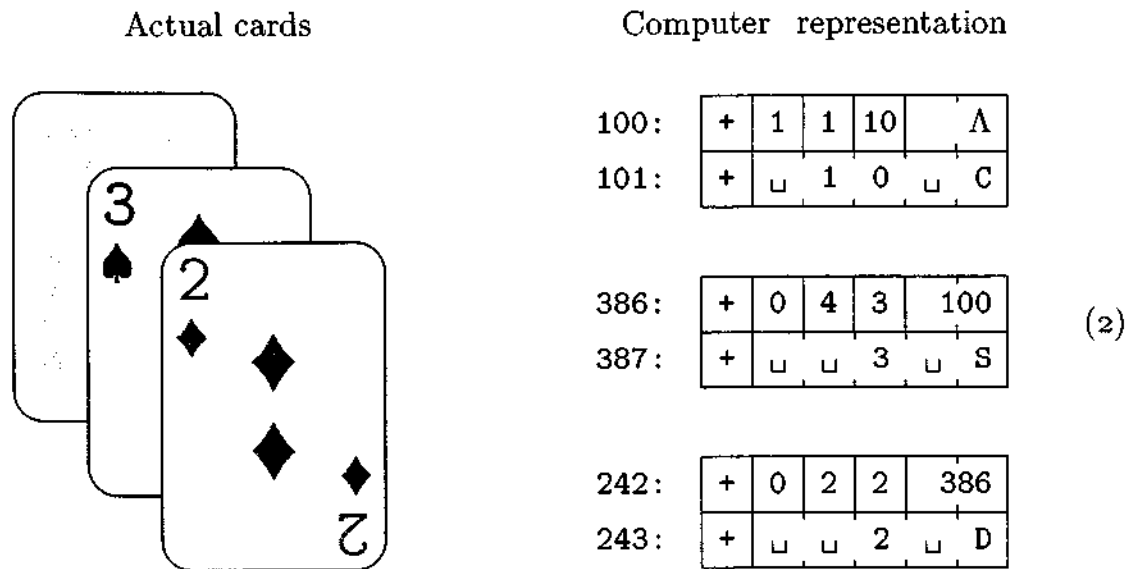 Actual cards
Computer representation
3
2
2
100: + 1 1 10 Λ
101: + ␣ 1 0 ␣ C
386: + 0 4 3 100
387: + ␣ ␣ 3 ␣ S
(2)
242: + 0 2 2 386
243: + ␣ ␣ 2 ␣ D